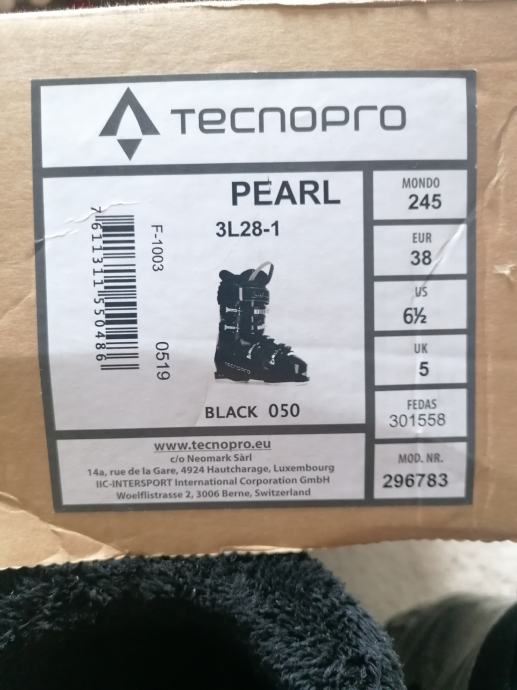 TECNOPRO
PEARL
3L28-1
7611311550486
F-1003
0519
TECNOPRO
BLACK 050
MONDO
245
EUR
38
US
6½
UK
5
FEDAS
301558
MOD. NR.
296783
www.tecnopro.eu
c/o Neomark Sàrl
14a, rue de la Gare, 4924 Hautcharage, Luxembourg
IIC-INTERSPORT International Corporation GmbH
Woelflistrasse 2, 3006 Berne, Switzerland